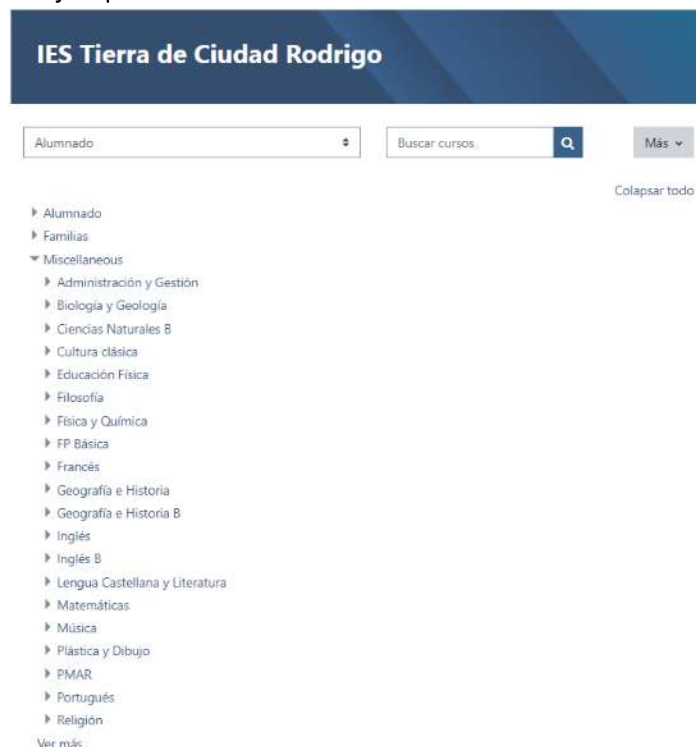 IES Tierra de Ciudad Rodrigo
Alumnado
Buscar cursos
Más
Colapsar todo
Alumnado
Familias
Miscellaneous
Administración y Gestión
Biología y Geología
Ciencias Naturales B
Cultura clásica
Educación Física
Filosofía
Física y Química
FP Básica
Francés
Geografía e Historia
Geografía e Historia B
Inglés
Inglés B
Lengua Castellana y Literatura
Matemáticas
Música
Plástica y Dibujo
PMAR
Portugués
Religión
Ver más